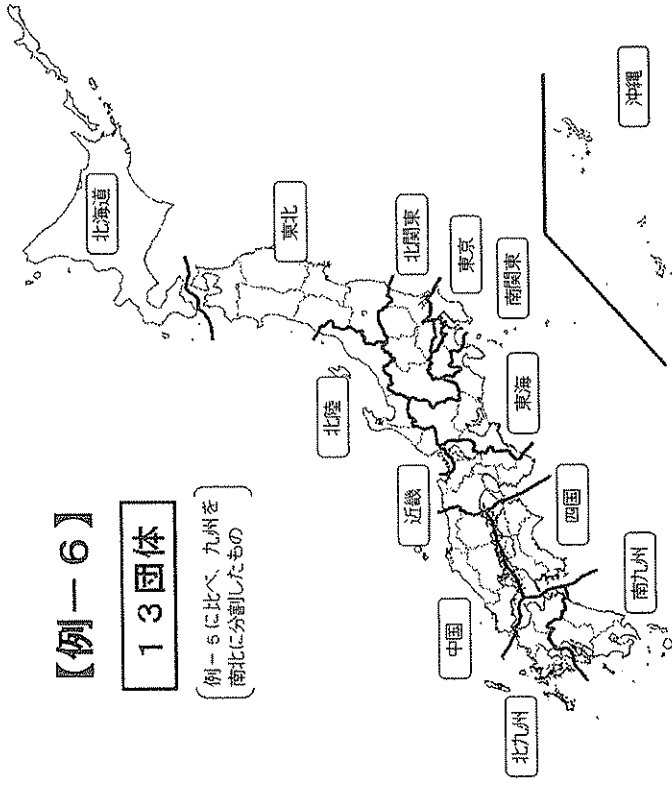 【例－6】
13団体
例－5に比べ、九州を
南北に分割したもの
北海道
東北
北関東
東京
南関東
北陸
東海
近畿
中国
四国
北九州
南九州
沖縄